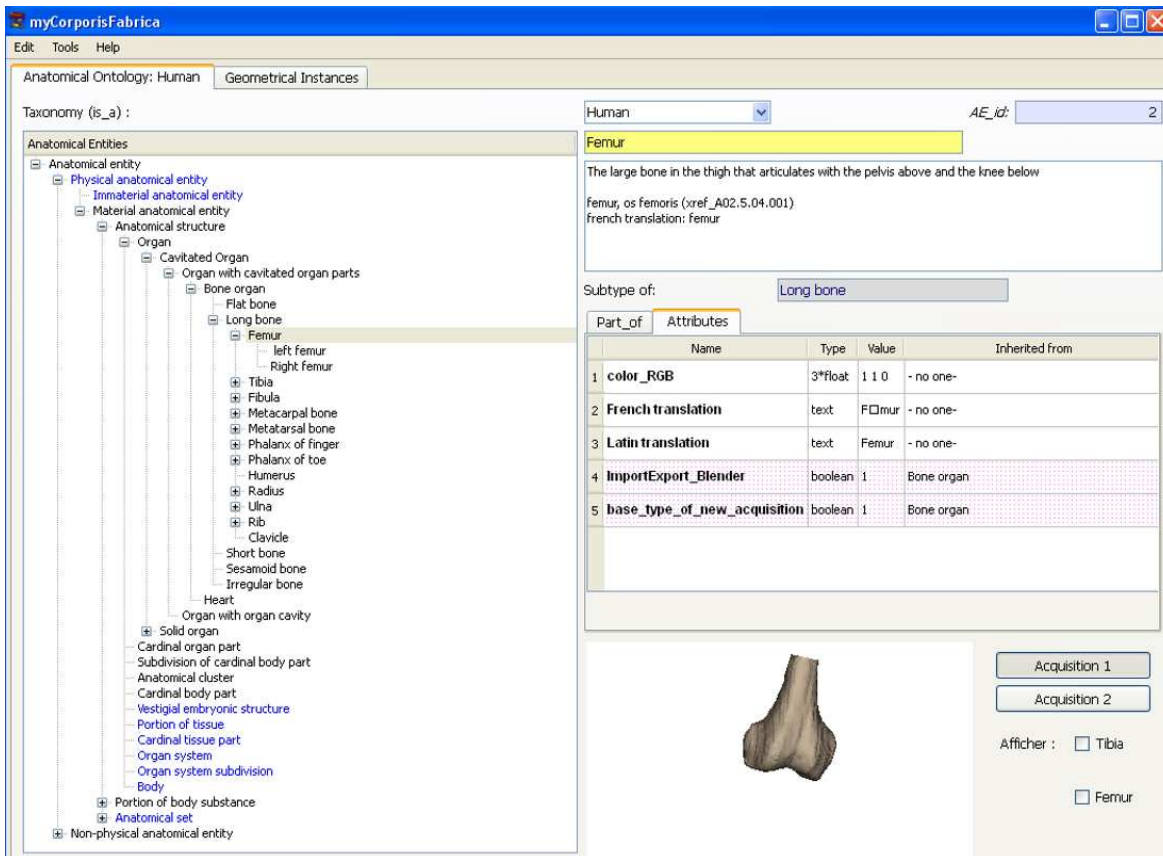 myCorporisFabrica
Edit Tools Help
Anatomical Ontology: Human Geometrical Instances
Taxonomy (is_a) :
Anatomical Entities
Anatomical entity
Physical anatomical entity
Immaterial anatomical entity
Material anatomical entity
Anatomical structure
Organ
Cavitated Organ
Organ with cavitated organ parts
Bone organ
Flat bone
Long bone
Femur
left femur
Right femur
Tibia
Fibula
Metacarpal bone
Metatarsal bone
Phalanx of finger
Phalanx of toe
Humerus
Radius
Ulna
Rib
Clavicle
Short bone
Sesamoid bone
Irregular bone
Heart
Organ with organ cavity
Solid organ
Cardinal organ part
Subdivision of cardinal body part
Anatomical cluster
Cardinal body part
Vestigial embryonic structure
Portion of tissue
Cardinal tissue part
Organ system
Organ system subdivision
Body
Portion of body substance
Anatomical set
Non-physical anatomical entity
Human AE_id: 2
Femur
The large bone in the thigh that articulates with the pelvis above and the knee below
femur, os femoris (xref_A02.5.04.001)
french translation: femur
Subtype of: Long bone
Part_of Attributes
Name Type Value Inherited from
1 color_RGB 3*float 1 1 0 - no one-
2 French translation text F□mur - no one-
3 Latin translation text Femur - no one-
4 ImportExport_Blender boolean 1 Bone organ
5 base_type_of_new_acquisition boolean 1 Bone organ
Acquisition 1
Acquisition 2
Afficher : Tibia
Femur